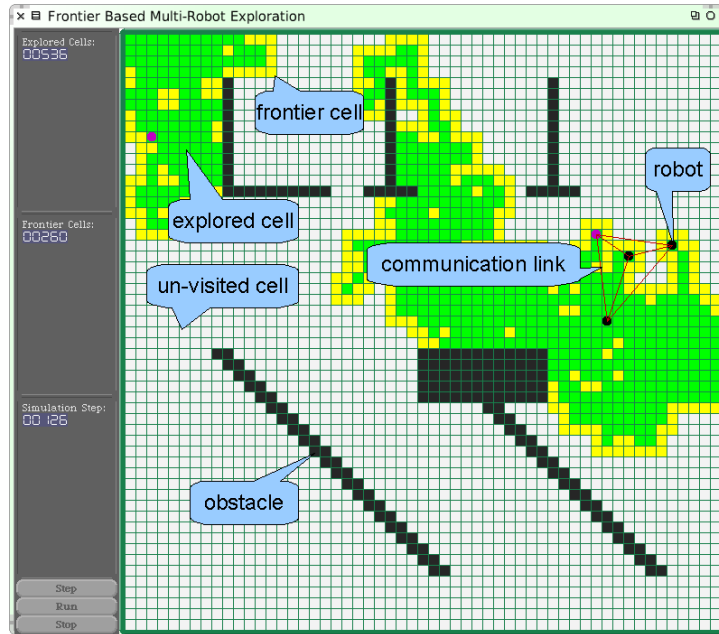 Frontier Based Multi-Robot Exploration
Explored Cells:
00536
frontier cell
robot
explored cell
Frontier Cells:
00260
communication link
un-visited cell
Simulation Step:
00126
obstacle
Step
Run
Stop